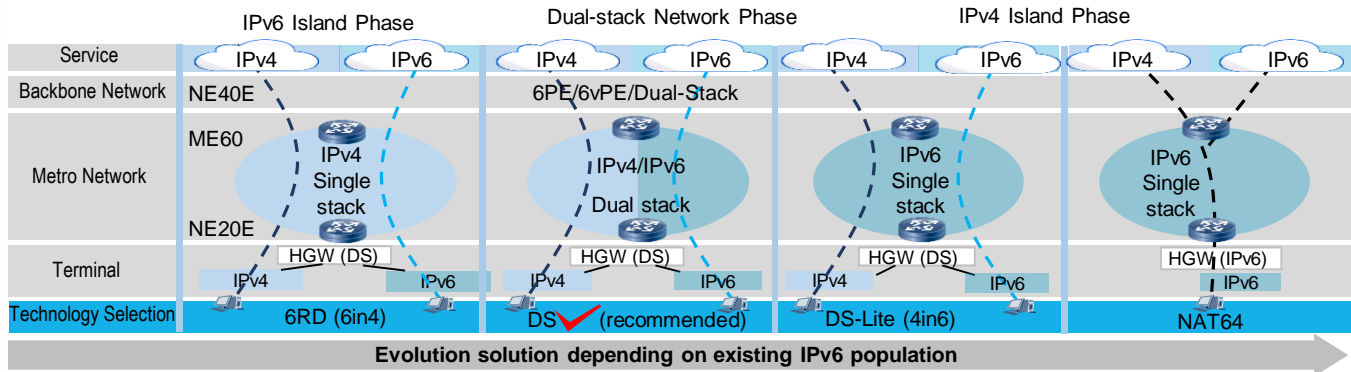 IPv6 Island Phase
Dual-stack Network Phase
IPv4 Island Phase
Service
IPv4
IPv6
IPv4
IPv6
IPv4
IPv6
IPv4
IPv6
Backbone Network
NE40E
6PE/6vPE/Dual-Stack
Metro Network
ME60
NE20E
IPv4
Single
stack
IPv4/IPv6
Dual stack
IPv6
Single
stack
IPv6
Single
stack
Terminal
HGW (DS)
HGW (DS)
HGW (DS)
HGW (IPv6)
IPv4
IPv6
IPv4
IPv6
IPv4
IPv6
IPv6
Technology Selection
6RD (6in4)
DS (recommended)
DS-Lite (4in6)
NAT64
Evolution solution depending on existing IPv6 population